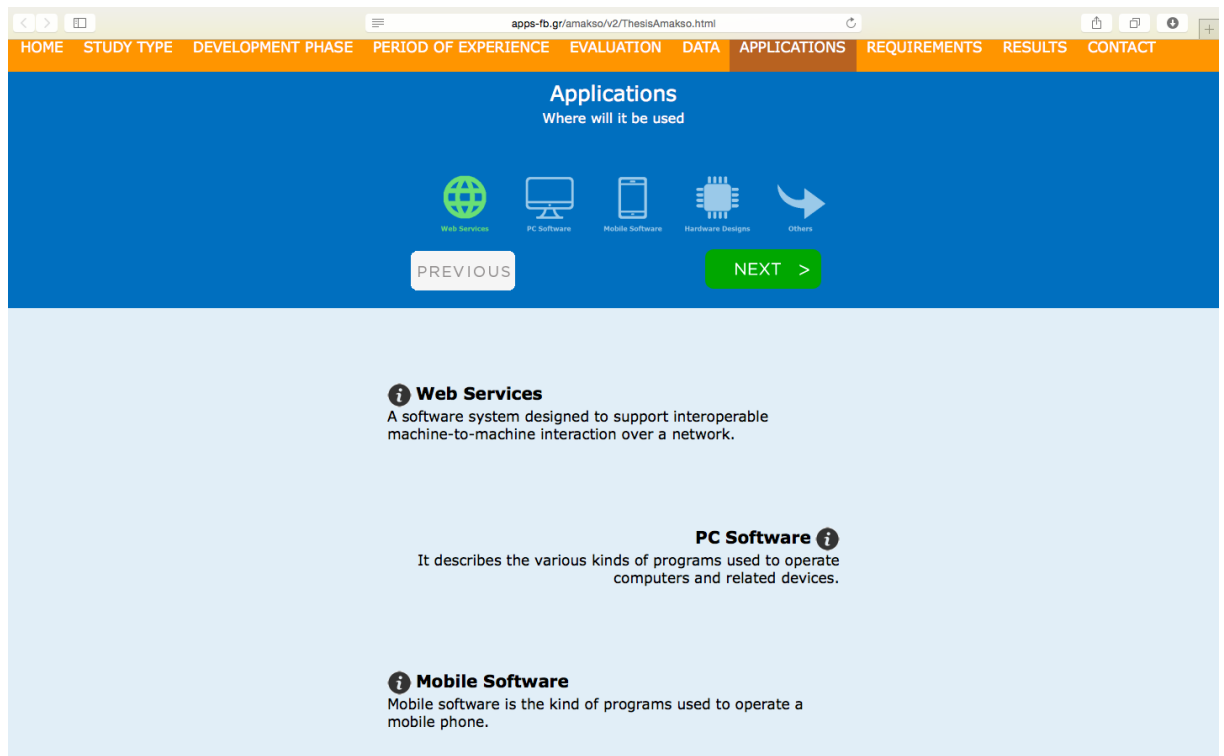 apps-fb.gr/amakso/v2/ThesisAmakso.html
HOME STUDY TYPE DEVELOPMENT PHASE PERIOD OF EXPERIENCE EVALUATION DATA APPLICATIONS REQUIREMENTS RESULTS CONTACT
Applications
Where will it be used
Web Services PC Software Mobile Software Hardware Designs Others
PREVIOUS NEXT >
Web Services
A software system designed to support interoperable
machine-to-machine interaction over a network.
PC Software
It describes the various kinds of programs used to operate
computers and related devices.
Mobile Software
Mobile software is the kind of programs used to operate a
mobile phone.